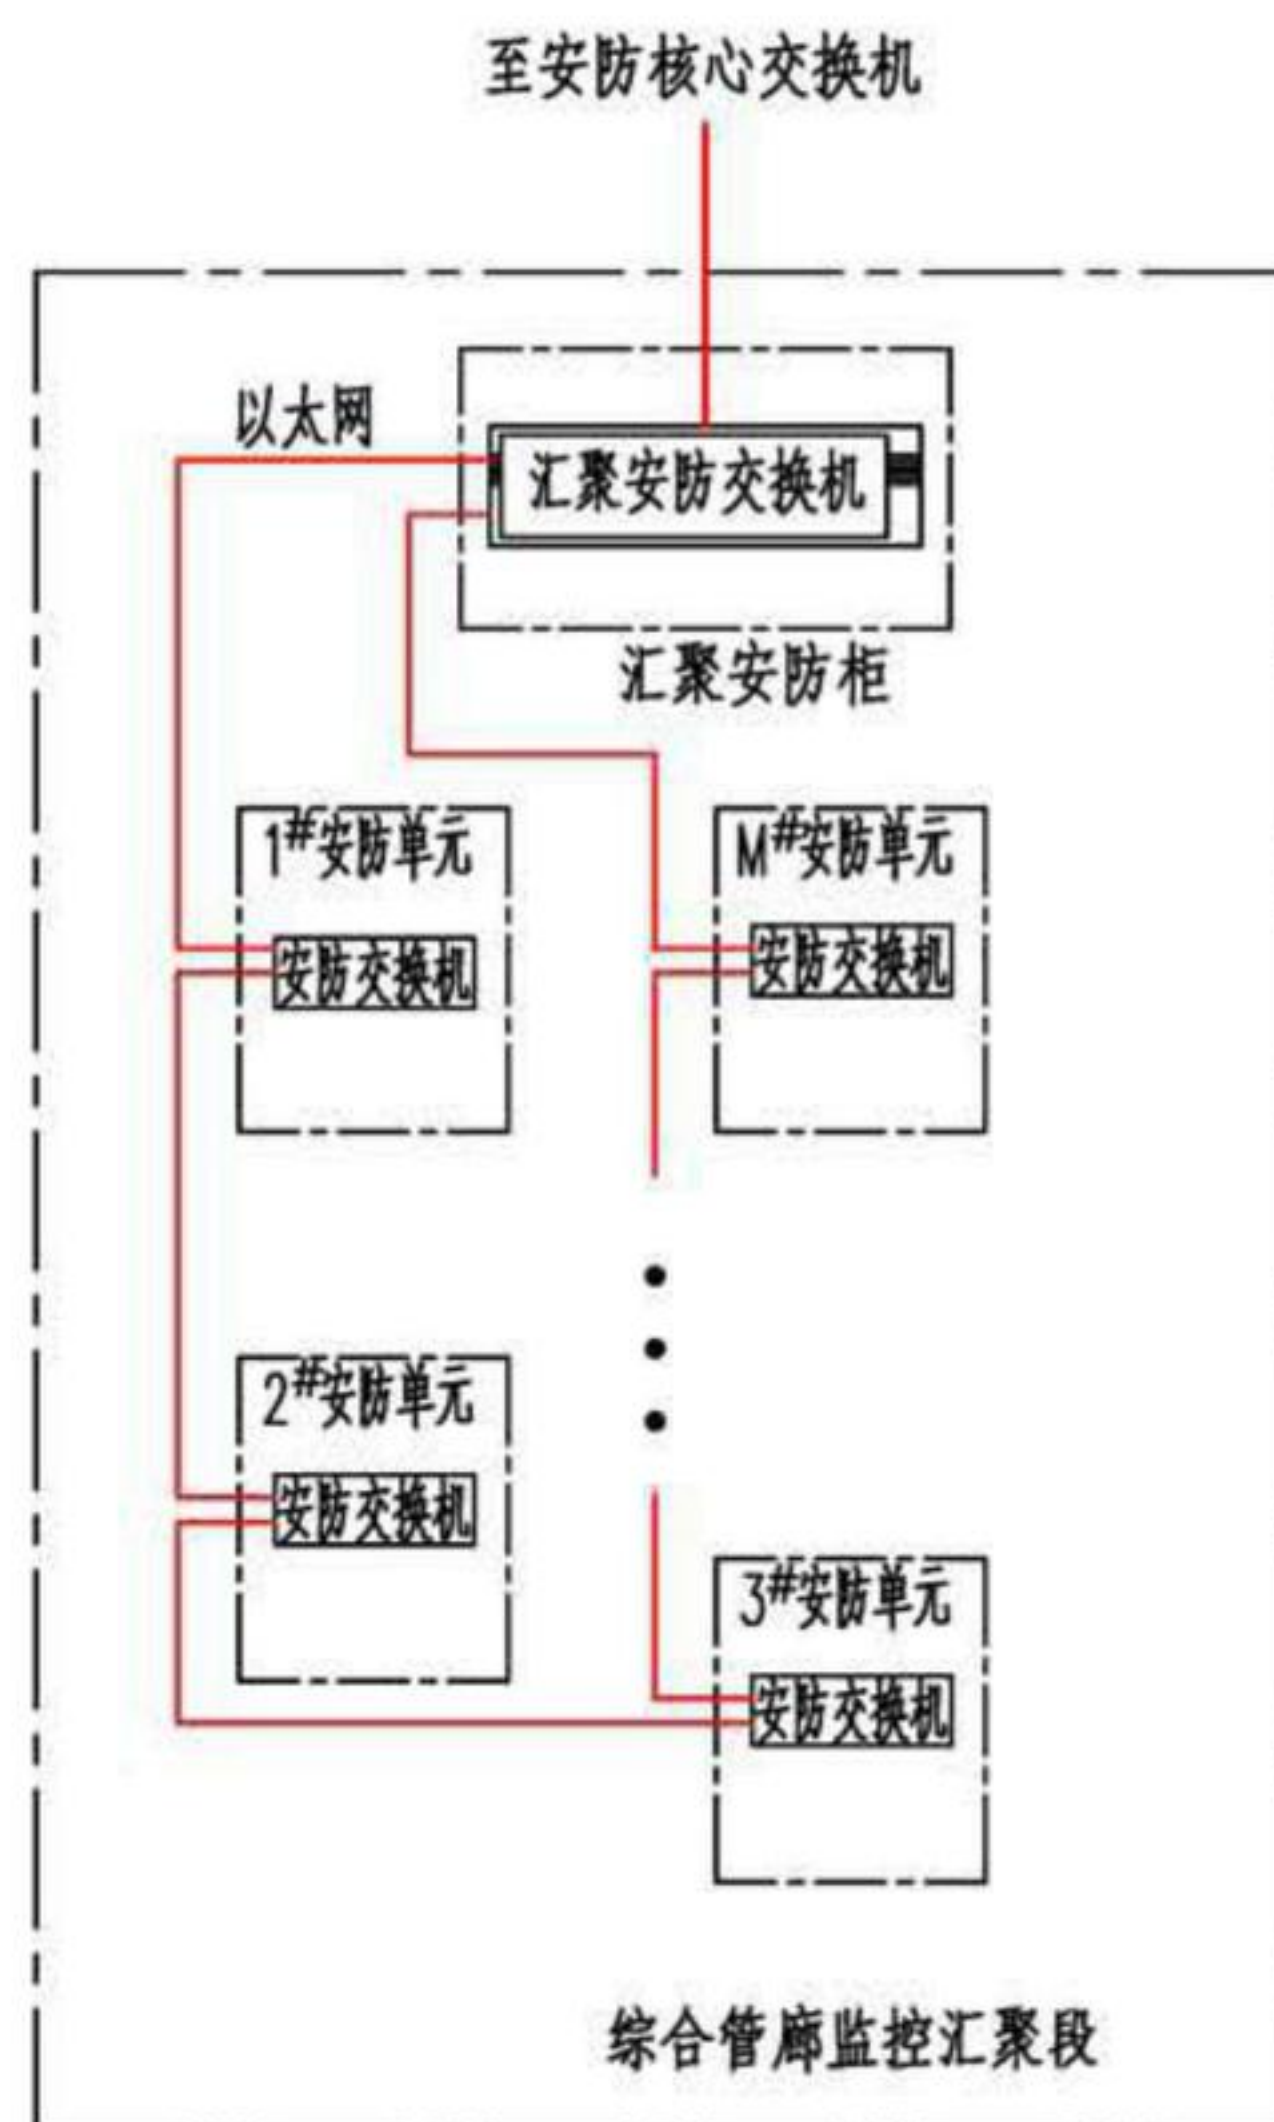 至安防核心交换机
以太网
汇聚安防交换机
汇聚安防柜
1#安防单元
安防交换机
M#安防单元
安防交换机
2#安防单元
安防交换机
3#安防单元
安防交换机
综合管廊监控汇聚段